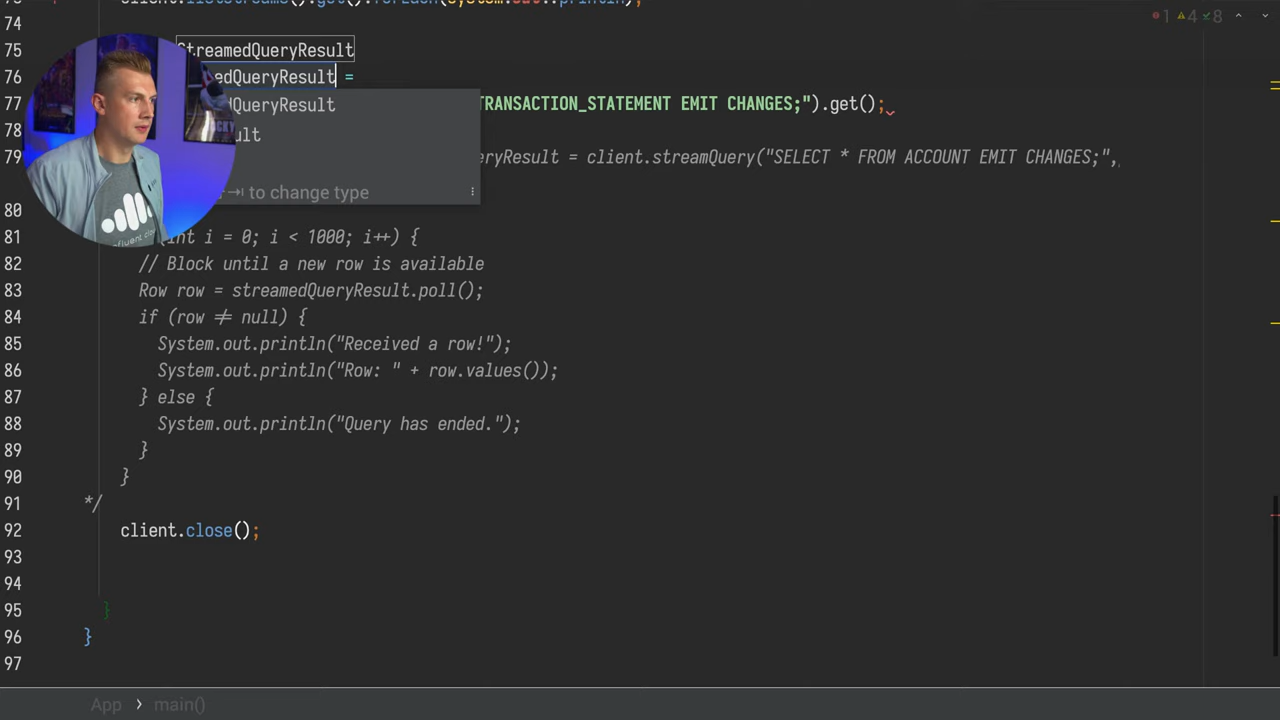 74
75 StreamedQueryResult
76 edQueryResult =
dQueryResult
77 TRANSACTION_STATEMENT EMIT CHANGES;").get();
78 ult
79 eryResult = client.streamQuery("SELECT * FROM ACCOUNT EMIT CHANGES;",
to change type
80
81 int i = 0; i < 1000; i++) {
82 // Block until a new row is available
83 Row row = streamedQueryResult.poll();
84 if (row ≠ null) {
85 System.out.println("Received a row!");
86 System.out.println("Row: " + row.values());
87 } else {
88 System.out.println("Query has ended.");
89 }
90 }
91 */
92 client.close();
93
94
95 }
96 }
97
1 4 8
App > main()